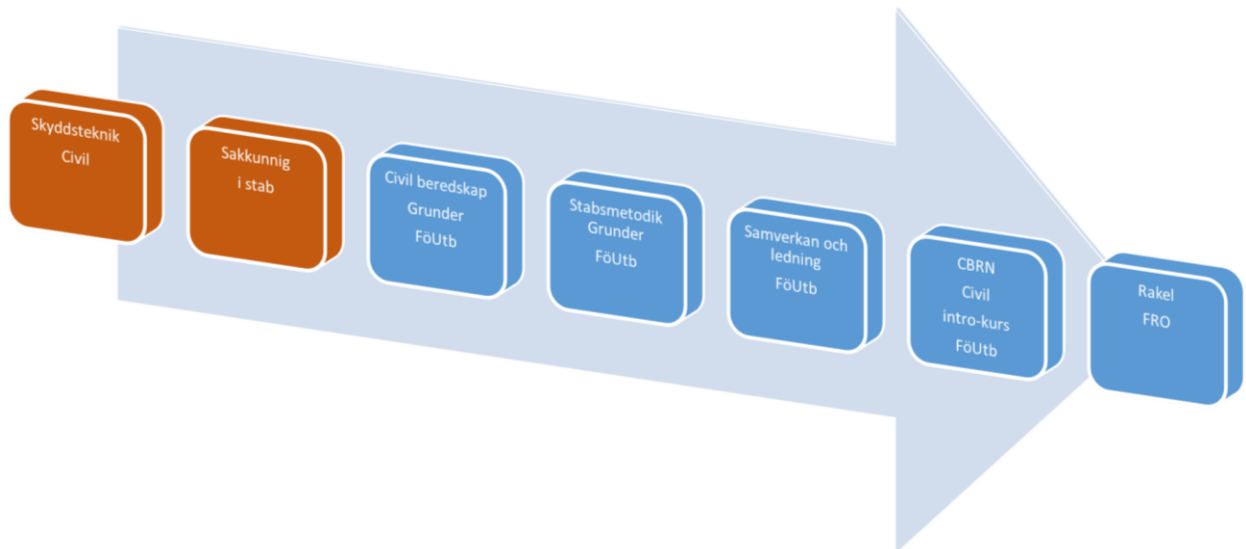 Skyddsteknik
Civil
Sakkunnig
i stab
Civil beredskap
Grunder
FöUtb
Stabsmetodik
Grunder
FöUtb
Samverkan och
ledning
FöUtb
CBRN
Civil
intro-kurs
FöUtb
Rakel
FRO